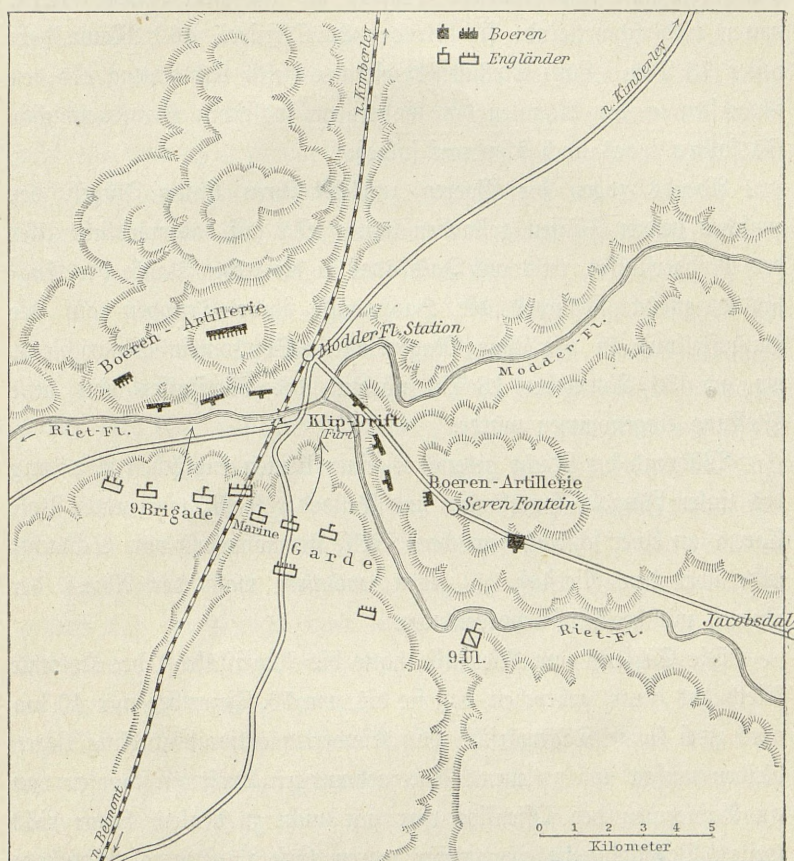 Boeren
Engländer
n. Kimberley
n. Kimberley
Boeren-Artillerie
Modder Fl. Station
Modder-Fl.
Riet-Fl.
Klip-Drift
(Furt)
Boeren-Artillerie
Seven Fontein
9. Brigade
Marine
Garde
Jacobsdal
Riet-Fl.
9. Ul.
n. Belmont
0 1 2 3 4 5
Kilometer